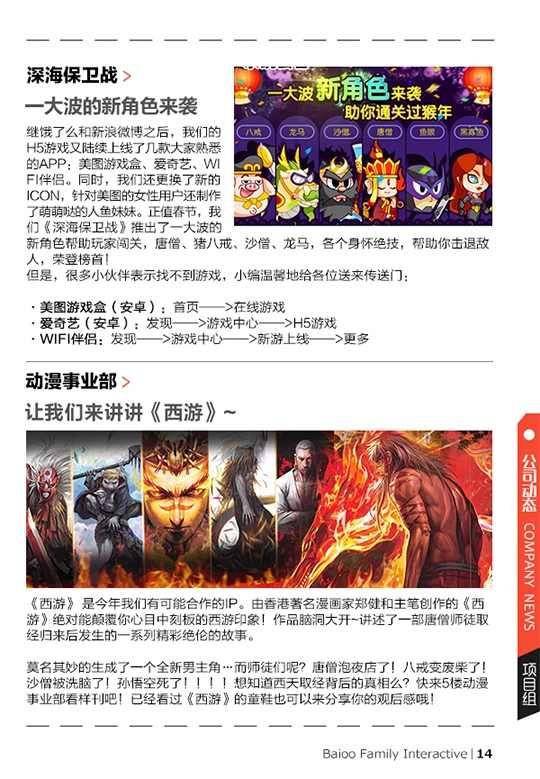 深海保卫战 >
一大波的新角色来袭
一大波新角色来袭
助你通关过猴年
八戒 龙马 沙僧 唐僧 鱼眼 黑嘉鱼
继饿了么和新浪微博之后，我们的
H5游戏又陆续上线了几款大家熟悉
的APP：美图游戏盒、爱奇艺、WI
FI伴侣。同时，我们还更换了新的
ICON，针对美图的女性用户还制作
了萌萌哒的人鱼妹妹。正值春节，我
们《深海保卫战》推出了一大波的
新角色帮助玩家闯关，唐僧、猪八戒、沙僧、龙马，各个身怀绝技，帮助你击退敌
人，荣登榜首！
但是，很多小伙伴表示找不到游戏，小编温馨地给各位送来传送门：
·美图游戏盒（安卓）：首页——>在线游戏
·爱奇艺（安卓）：发现——>游戏中心——>H5游戏
·WIFI伴侣：发现——>游戏中心——>新游上线——>更多
动漫事业部 >
让我们来讲讲《西游》~
《西游》 是今年我们有可能合作的IP。由香港著名漫画家郑健和主笔创作的《西
游》绝对能颠覆你心目中刻板的西游印象！作品脑洞大开~讲述了一部唐僧师徒取
经归来后发生的一系列精彩绝伦的故事。
莫名其妙的生成了一个全新男主角…而师徒们呢？唐僧泡夜店了！八戒变废柴了！
沙僧被洗脑了！孙悟空死了！！！！想知道西天取经背后的真相么？快来5楼动漫
事业部看样刊吧！已经看过《西游》的童鞋也可以来分享你的观后感哦！
公司动态 COMPANY NEWS
项目组
Baioo Family Interactive | 14